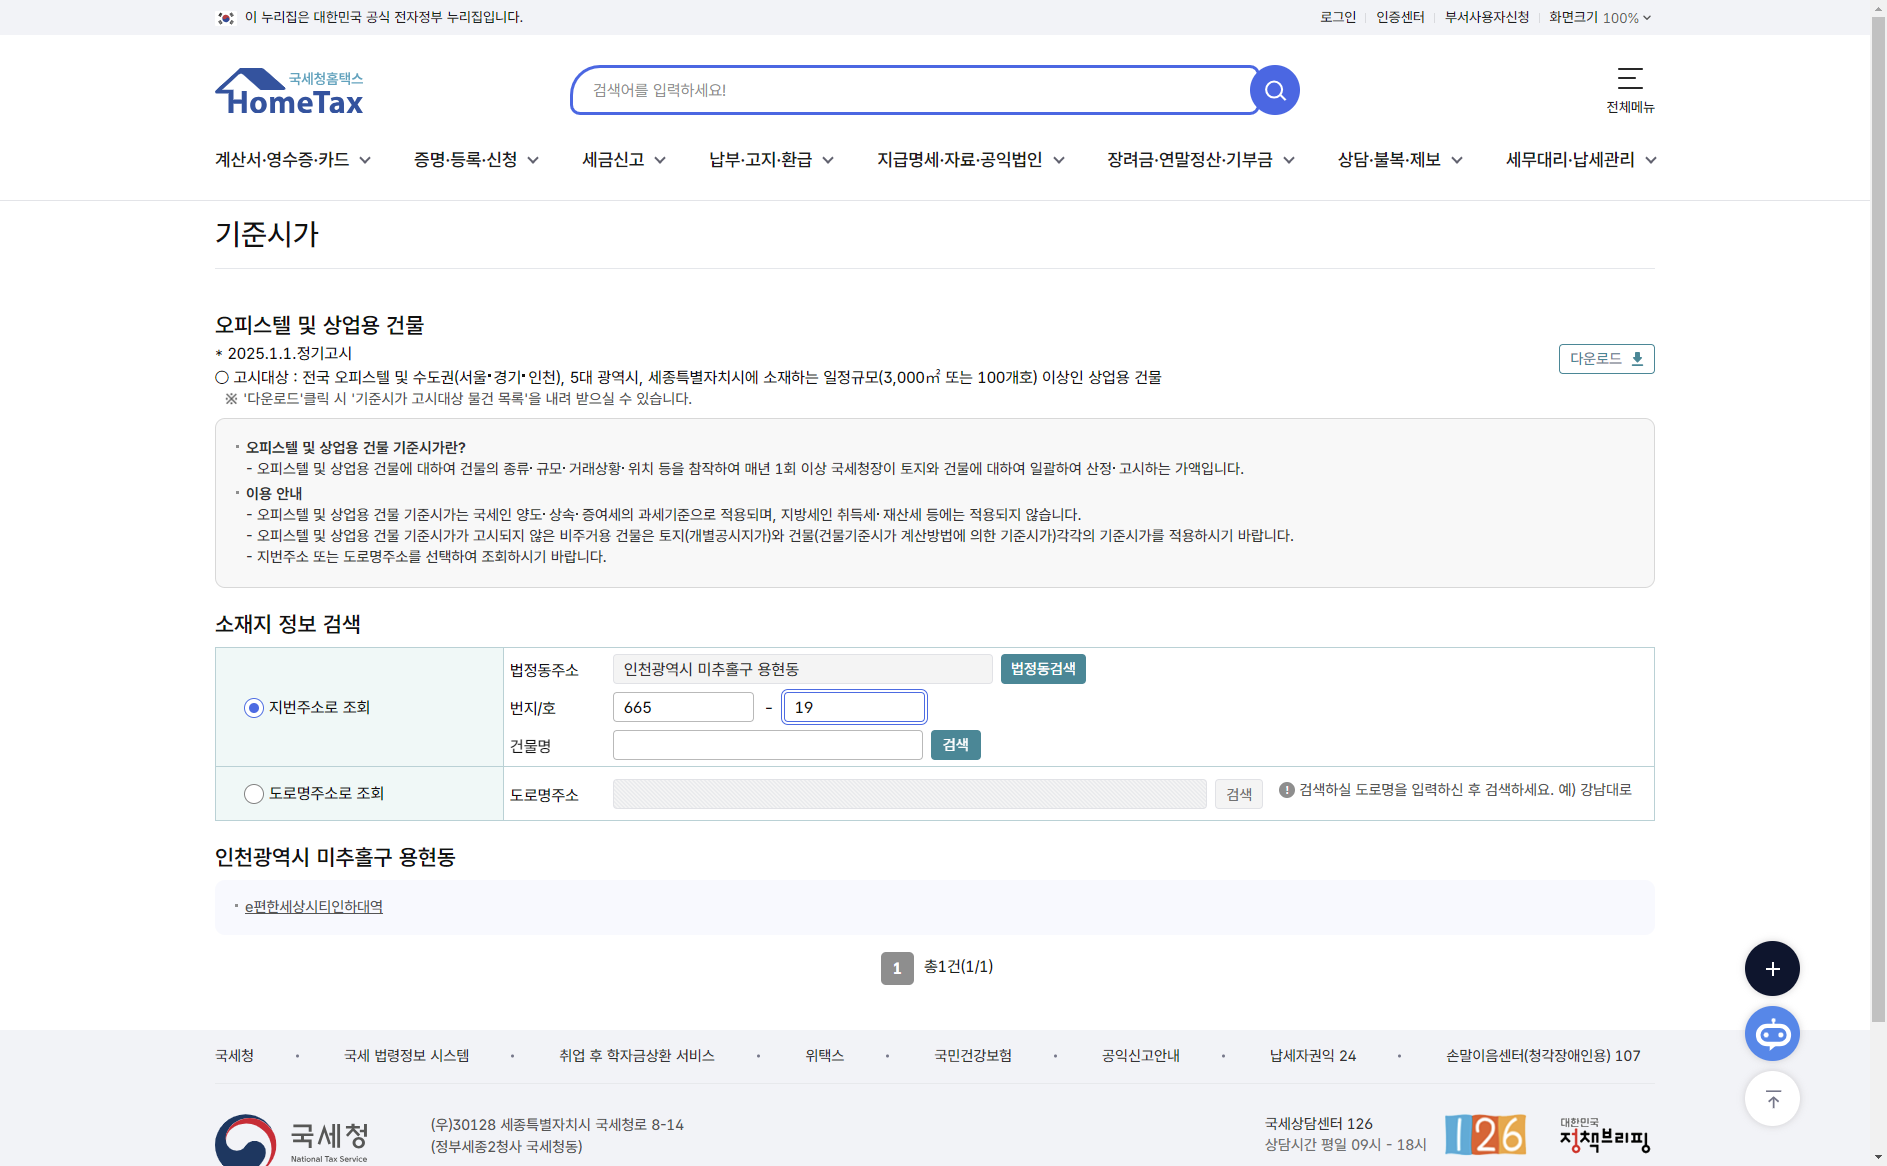 이 누리집은 대한민국 공식 전자정부 누리집입니다.
로그인 인증센터 부서사용자신청 화면크기 100%
국세청홈택스
HomeTax
검색어를 입력하세요!
전체메뉴
계산서·영수증·카드 증명·등록·신청 세금신고 납부·고지·환급 지급명세·자료·공익법인 장려금·연말정산·기부금 상담·불복·제보 세무대리·납세관리
기준시가
오피스텔 및 상업용 건물
* 2025.1.1.정기고시
다운로드
○ 고시대상 : 전국 오피스텔 및 수도권(서울·경기·인천), 5대 광역시, 세종특별자치시에 소재하는 일정규모(3,000㎡ 또는 100개호) 이상인 상업용 건물
※ '다운로드'클릭 시 '기준시가 고시대상 물건 목록'을 내려 받으실 수 있습니다.
· 오피스텔 및 상업용 건물 기준시가란?
- 오피스텔 및 상업용 건물에 대하여 건물의 종류· 규모· 거래상황· 위치 등을 참작하여 매년 1회 이상 국세청장이 토지와 건물에 대하여 일괄하여 산정· 고시하는 가액입니다.
· 이용 안내
- 오피스텔 및 상업용 건물 기준시가는 국세인 양도· 상속· 증여세의 과세기준으로 적용되며, 지방세인 취득세· 재산세 등에는 적용되지 않습니다.
- 오피스텔 및 상업용 건물 기준시가가 고시되지 않은 비주거용 건물은 토지(개별공시지가)와 건물(건물기준시가 계산방법에 의한 기준시가)각각의 기준시가를 적용하시기 바랍니다.
- 지번주소 또는 도로명주소를 선택하여 조회하시기 바랍니다.
소재지 정보 검색
지번주소로 조회
법정동주소 인천광역시 미추홀구 용현동 법정동검색
번지/호 665 - 19
건물명 검색
도로명주소로 조회
도로명주소 검색 검색하실 도로명을 입력하신 후 검색하세요. 예) 강남대로
인천광역시 미추홀구 용현동
· e편한세상시티인하대역
1 총1건(1/1)
국세청 · 국세 법령정보 시스템 · 취업 후 학자금상환 서비스 · 위택스 · 국민건강보험 · 공익신고안내 · 납세자권익 24 · 손말이음센터(청각장애인용) 107
국세청
National Tax Service
(우)30128 세종특별자치시 국세청로 8-14
(정부세종2청사 국세청동)
국세상담센터 126
상담시간 평일 09시 - 18시
126
대한민국
정책브리핑